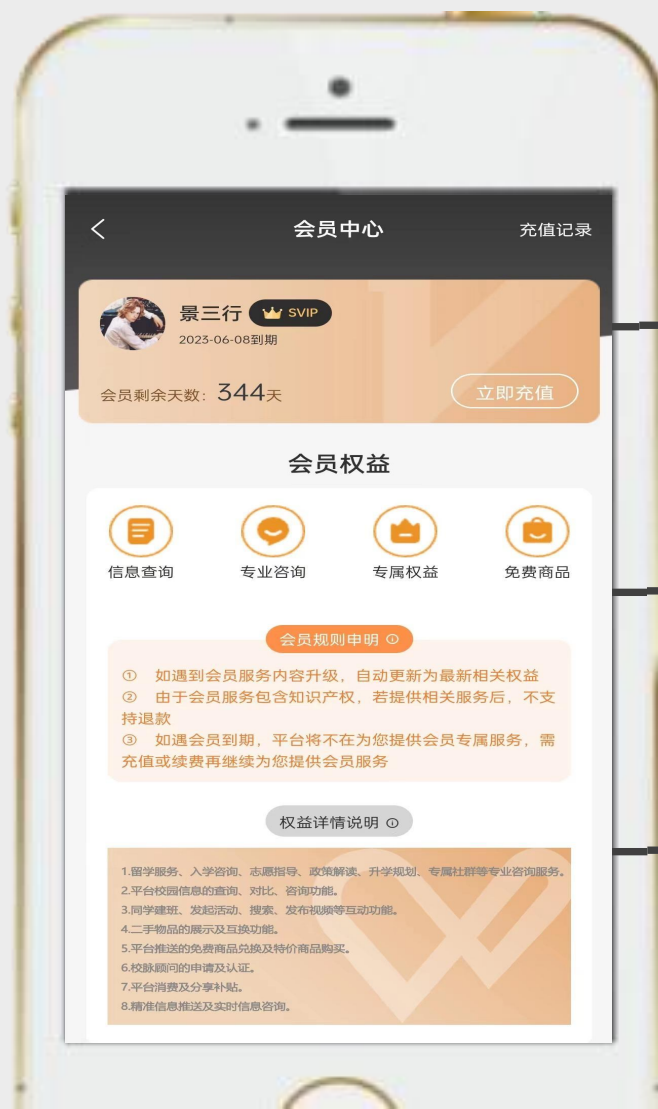 会员中心
充值记录
景三行 SVIP
2023-06-08到期
会员剩余天数: 344天
立即充值
会员权益
信息查询 专业咨询 专属权益 免费商品
会员规则申明
① 如遇到会员服务内容升级，自动更新为最新相关权益
② 由于会员服务包含知识产权，若提供相关服务后，不支
持退款
③ 如遇会员到期，平台将不在为您提供会员专属服务，需
充值或续费再继续为您提供会员服务
权益详情说明
1.留学服务、入学咨询、志愿指导、政策解读、升学规划、专属社群等专业咨询服务。
2.平台校园信息的查询、对比、咨询功能。
3.同学建班、发起活动、搜索、发布视频等互动功能。
4.二手物品的展示及互换功能。
5.平台推送的免费商品兑换及特价商品购买。
6.校脉顾问的申请及认证。
7.平台消费及分享补贴。
8.精准信息推送及实时信息咨询。